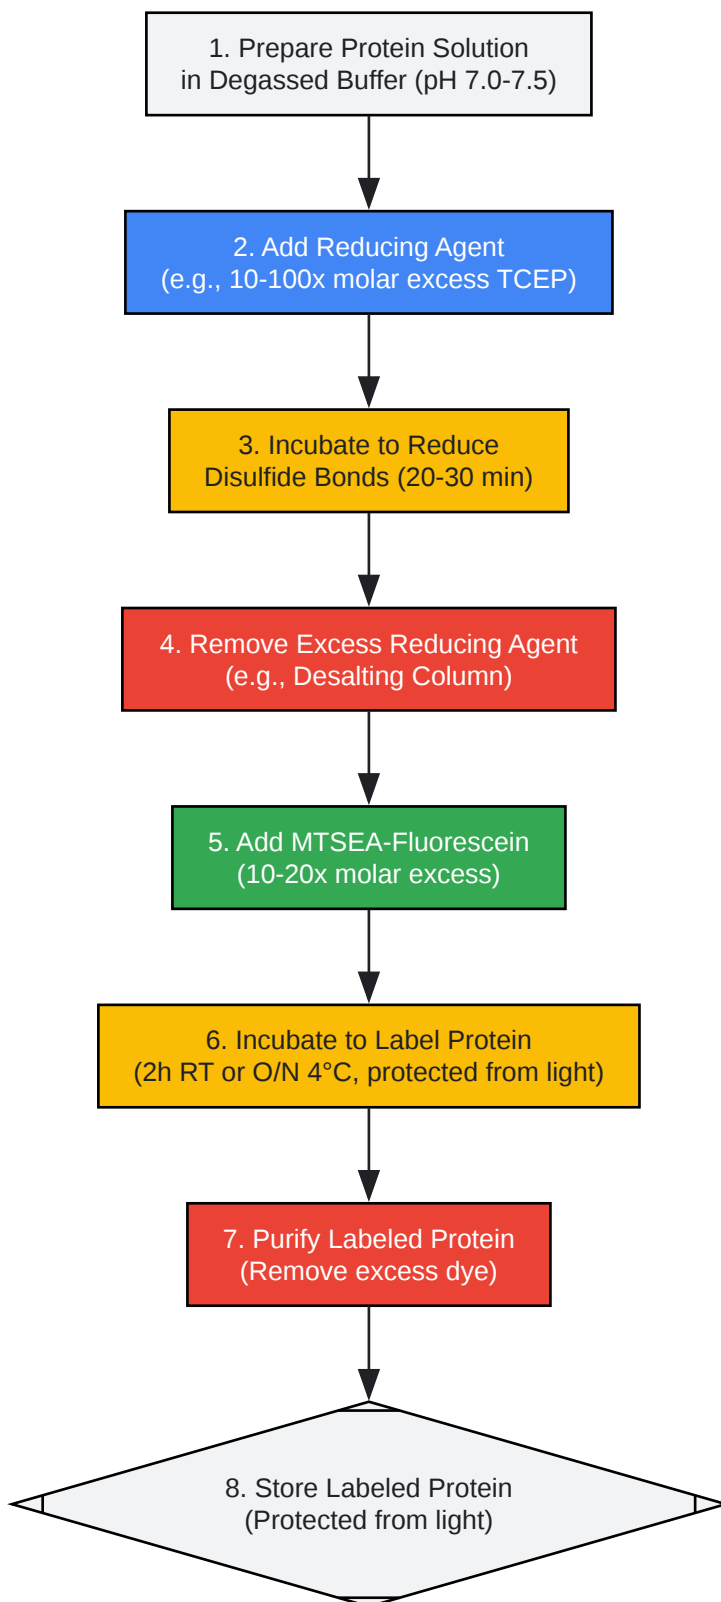 1. Prepare Protein Solution
in Degassed Buffer (pH 7.0-7.5)
2. Add Reducing Agent
(e.g., 10-100x molar excess TCEP)
3. Incubate to Reduce
Disulfide Bonds (20-30 min)
4. Remove Excess Reducing Agent
(e.g., Desalting Column)
5. Add MTSEA-Fluorescein
(10-20x molar excess)
6. Incubate to Label Protein
(2h RT or O/N 4°C, protected from light)
7. Purify Labeled Protein
(Remove excess dye)
8. Store Labeled Protein
(Protected from light)